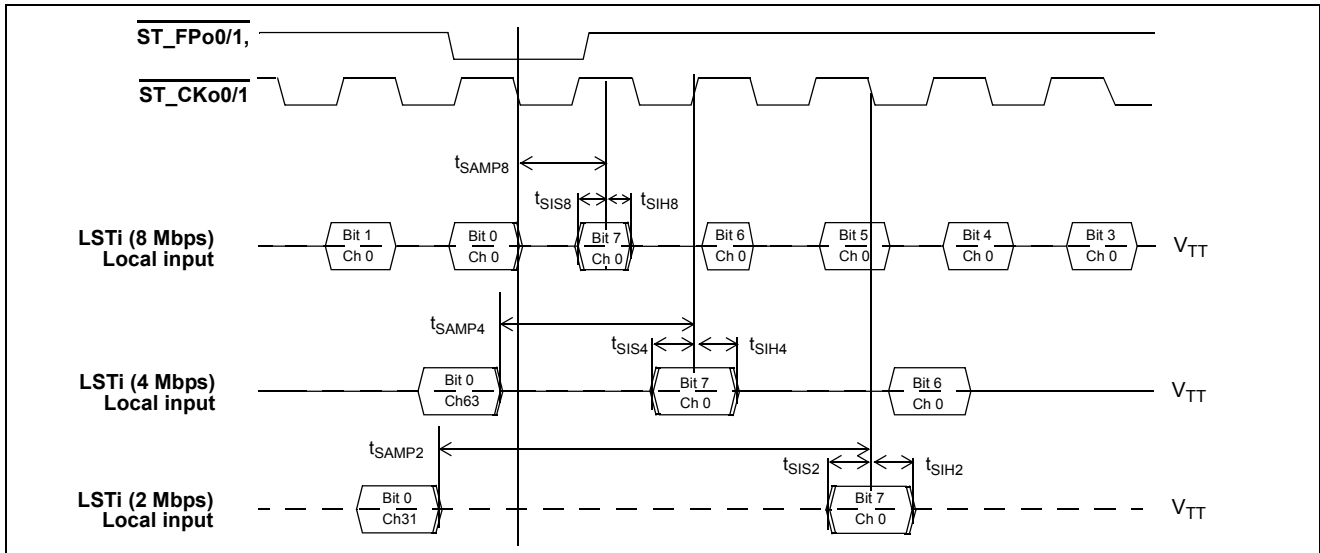 ST_FPo0/1,
ST_CKo0/1
tSAMP8
tSIS8
tSIH8
LSTi (8 Mbps)
Local input
Bit 1
Ch 0
Bit 0
Ch 0
Bit 7
Ch 0
Bit 6
Ch 0
Bit 5
Ch 0
Bit 4
Ch 0
Bit 3
Ch 0
VTT
tSAMP4
tSIS4
tSIH4
LSTi (4 Mbps)
Local input
Bit 0
Ch63
Bit 7
Ch 0
Bit 6
Ch 0
VTT
tSAMP2
tSIS2
tSIH2
LSTi (2 Mbps)
Local input
Bit 0
Ch31
Bit 7
Ch 0
VTT